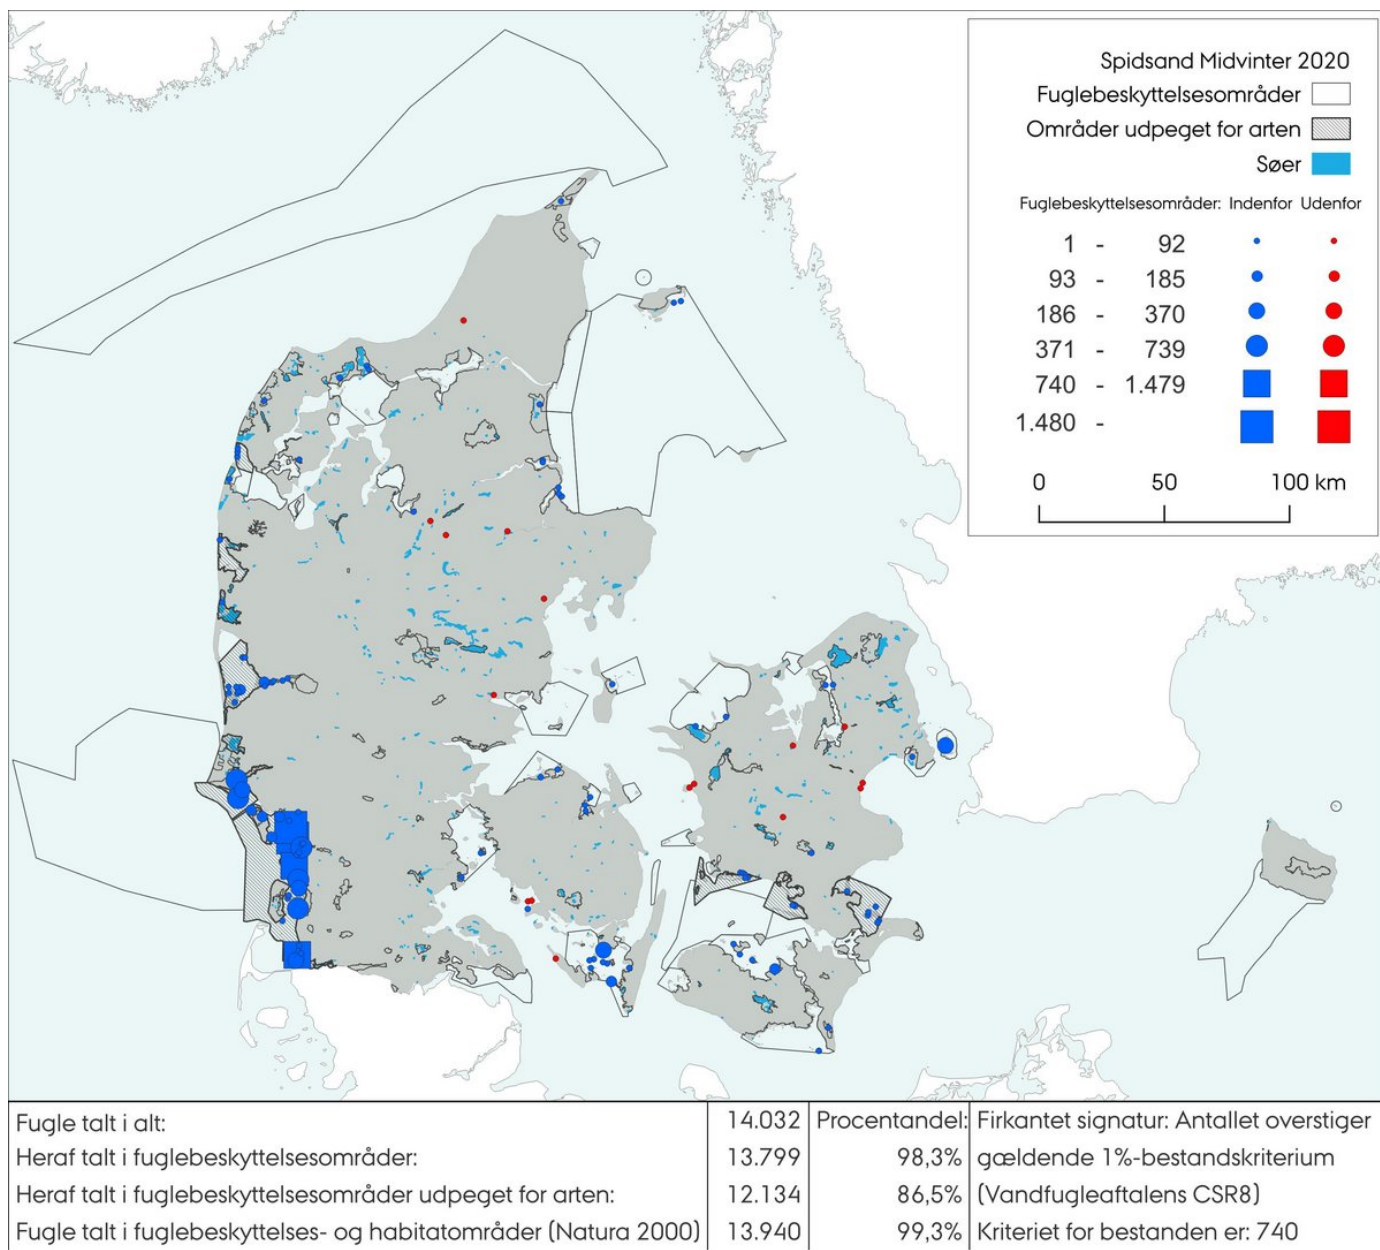 Spidsand Midvinter 2020
Fuglebeskyttelsesområder
Områder udpeget for arten
Søer
Fuglebeskyttelsesområder: Indenfor Udenfor
1 - 92
93 - 185
186 - 370
371 - 739
740 - 1.479
1.480 -
0 50 100 km
Fugle talt i alt: 14.032 Procentandel: Firkantet signatur: Antallet overstiger
Heraf talt i fuglebeskyttelsesområder: 13.799 98,3% gældende 1%-bestandskriterium
Heraf talt i fuglebeskyttelsesområder udpeget for arten: 12.134 86,5% (Vandfugleaftalens CSR8)
Fugle talt i fuglebeskyttelses- og habitatområder (Natura 2000) 13.940 99,3% Kriteriet for bestanden er: 740